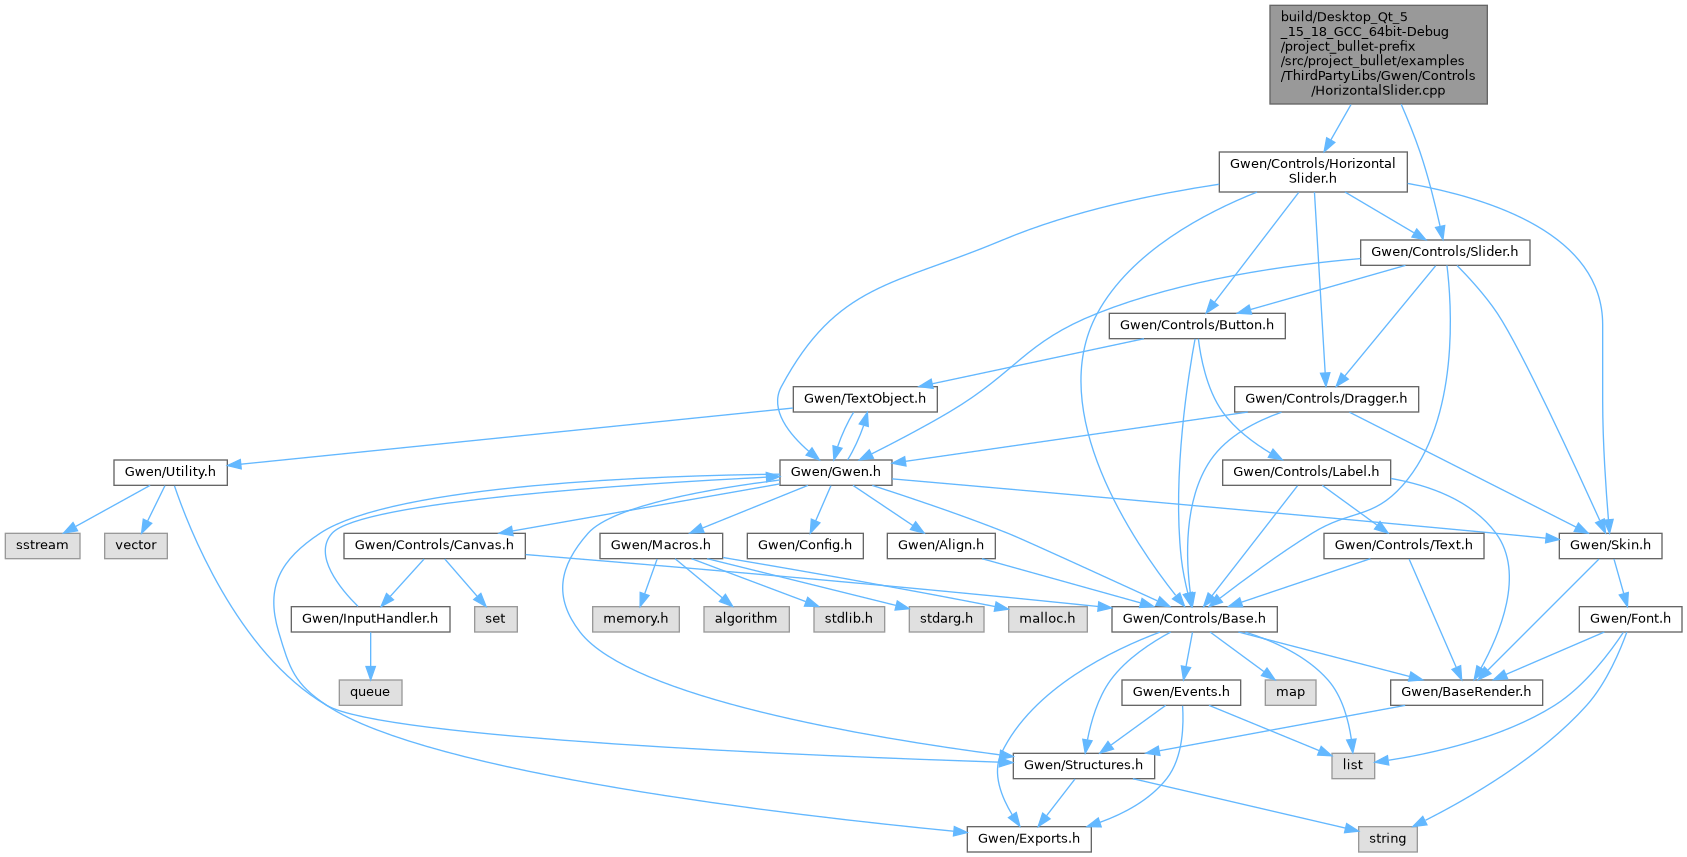 build/Desktop_Qt_5
_15_18_GCC_64bit-Debug
/project_bullet-prefix
/src/project_bullet/examples
/ThirdPartyLibs/Gwen/Controls
/HorizontalSlider.cpp
Gwen/Controls/Horizontal
Slider.h
Gwen/Controls/Slider.h
Gwen/Controls/Button.h
Gwen/TextObject.h
Gwen/Controls/Dragger.h
Gwen/Utility.h
Gwen/Gwen.h
Gwen/Controls/Label.h
sstream
vector
Gwen/Controls/Canvas.h
Gwen/Macros.h
Gwen/Config.h
Gwen/Align.h
Gwen/Controls/Text.h
Gwen/Skin.h
Gwen/InputHandler.h
set
memory.h
algorithm
stdlib.h
stdarg.h
malloc.h
Gwen/Controls/Base.h
Gwen/Font.h
queue
Gwen/Events.h
map
Gwen/BaseRender.h
Gwen/Structures.h
list
Gwen/Exports.h
string